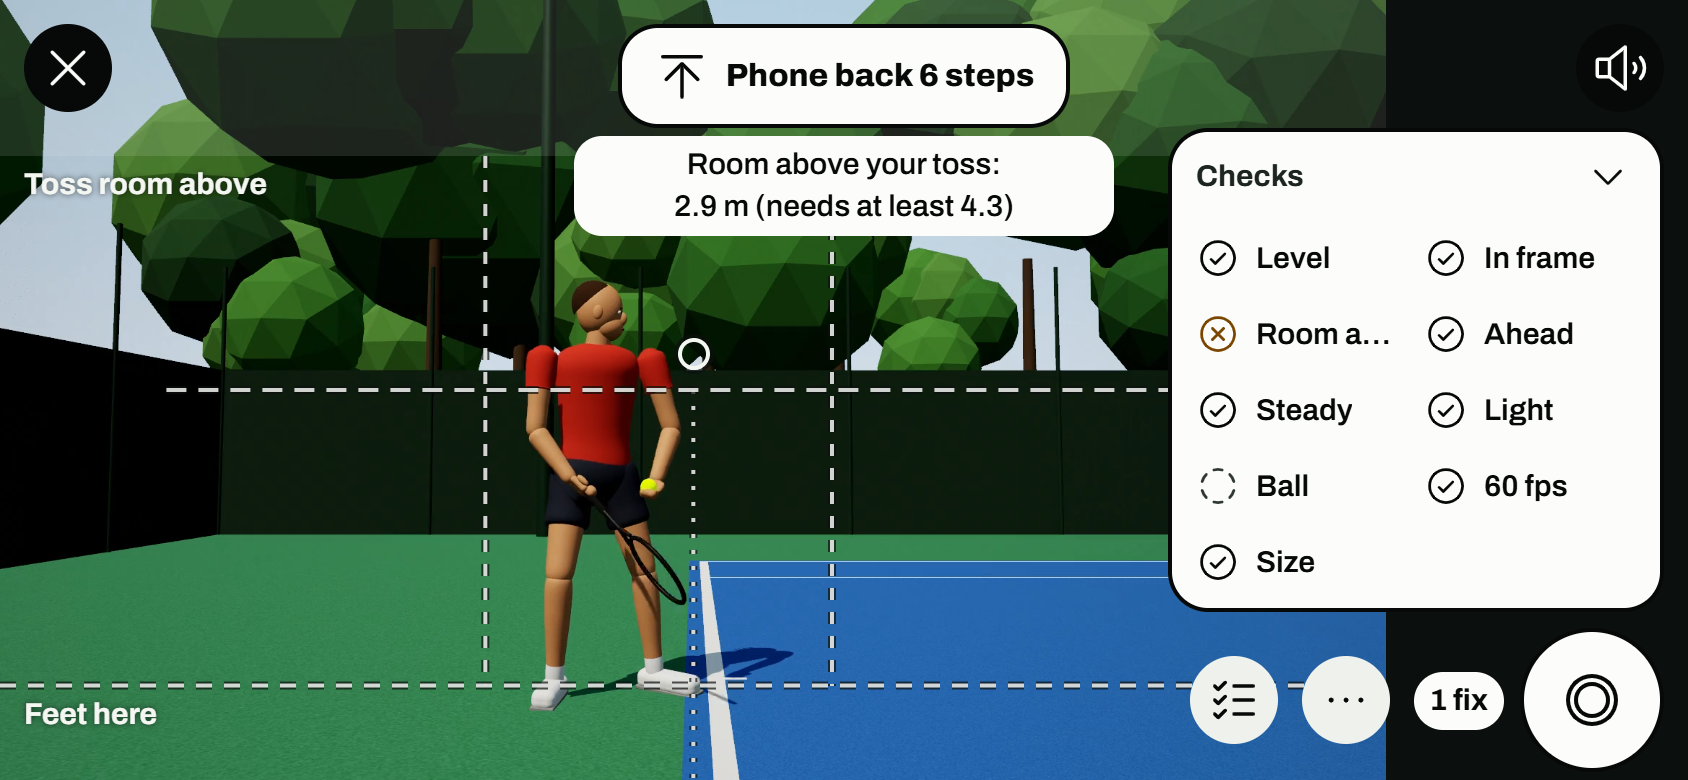 Phone back 6 steps
Room above your toss:
2.9 m (needs at least 4.3)
Toss room above
Checks
Level
In frame
Room a...
Ahead
Steady
Light
Ball
60 fps
Size
Feet here
1 fix